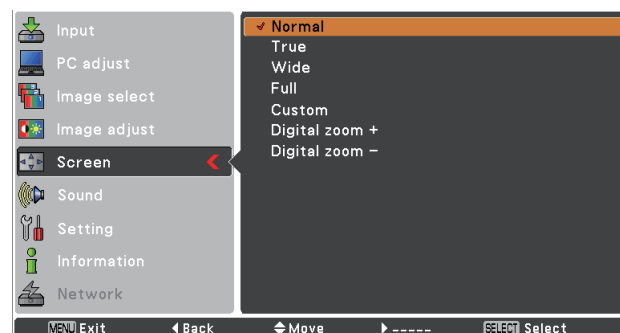 Input
PC adjust
Image select
Image adjust
Screen
Sound
Setting
Information
Network
Normal
True
Wide
Full
Custom
Digital zoom +
Digital zoom –
MENU Exit Back Move ----- SELECT Select